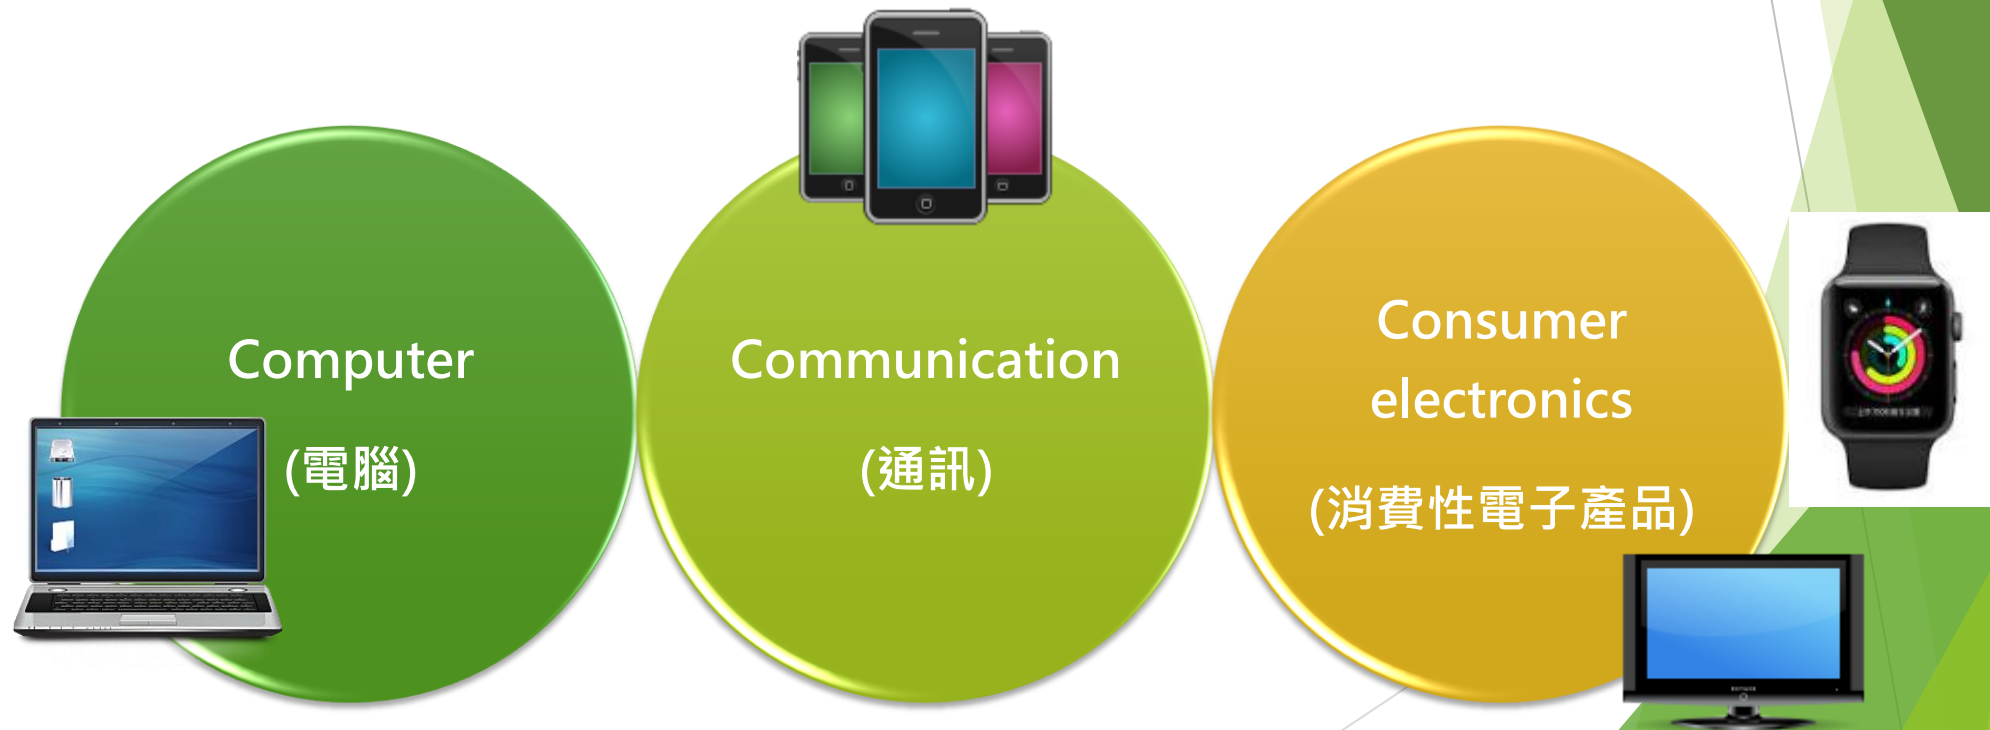 Computer
(電腦)
Communication
(通訊)
Consumer
electronics
(消費性電子產品)